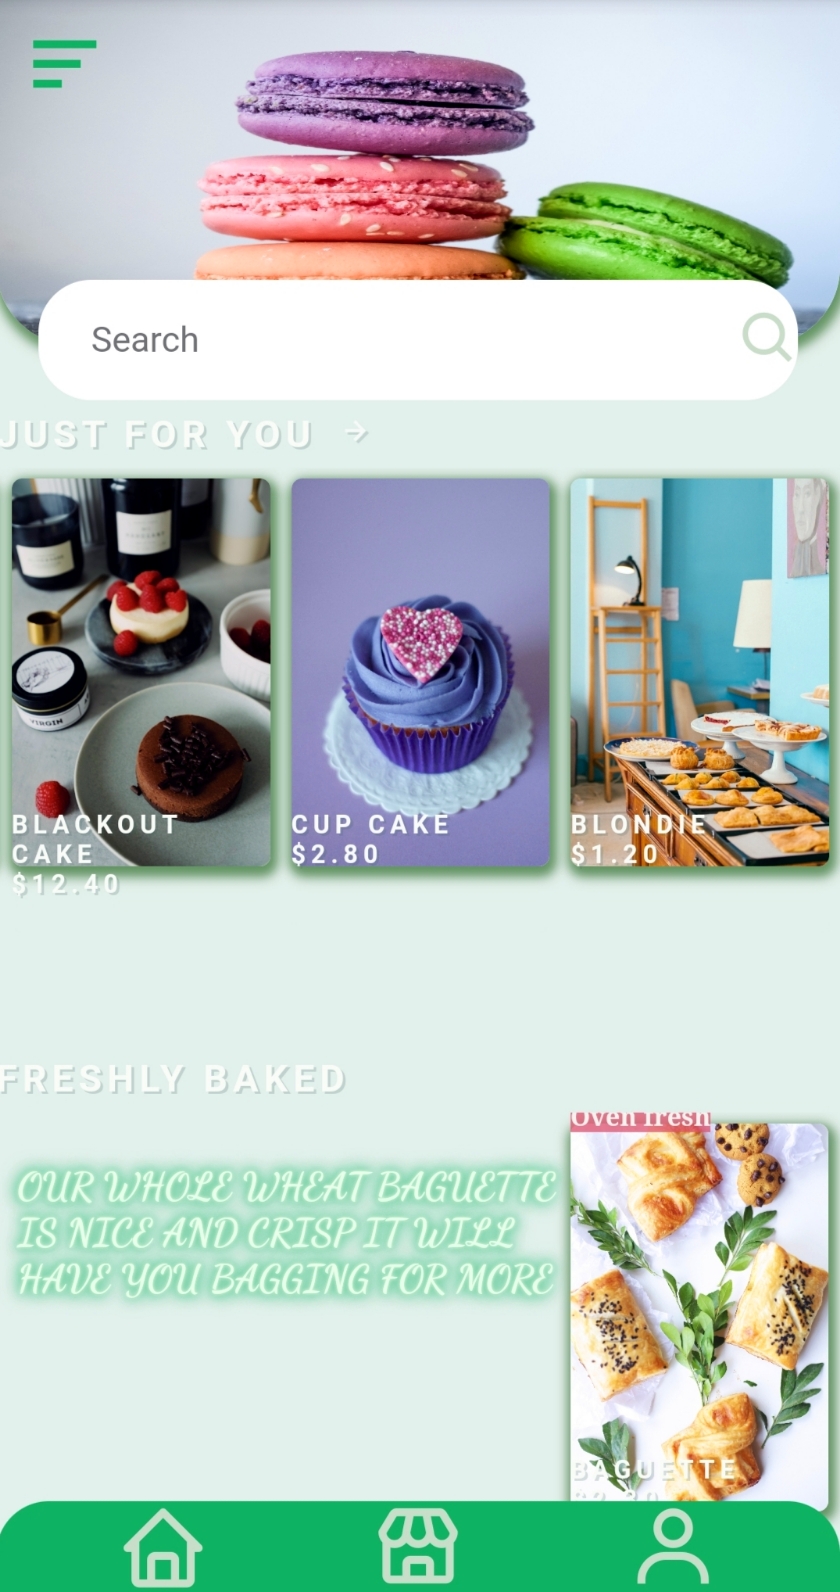 Search
JUST FOR YOU →
VIRGIN
BLACKOUT
CAKE
$12.40
CUP CAKE
$2.80
BLONDIE
$1.20
FRESHLY BAKED
Oven fresh
OUR WHOLE WHEAT BAGUETTE
IS NICE AND CRISP IT WILL
HAVE YOU BAGGING FOR MORE
BAGUETTE